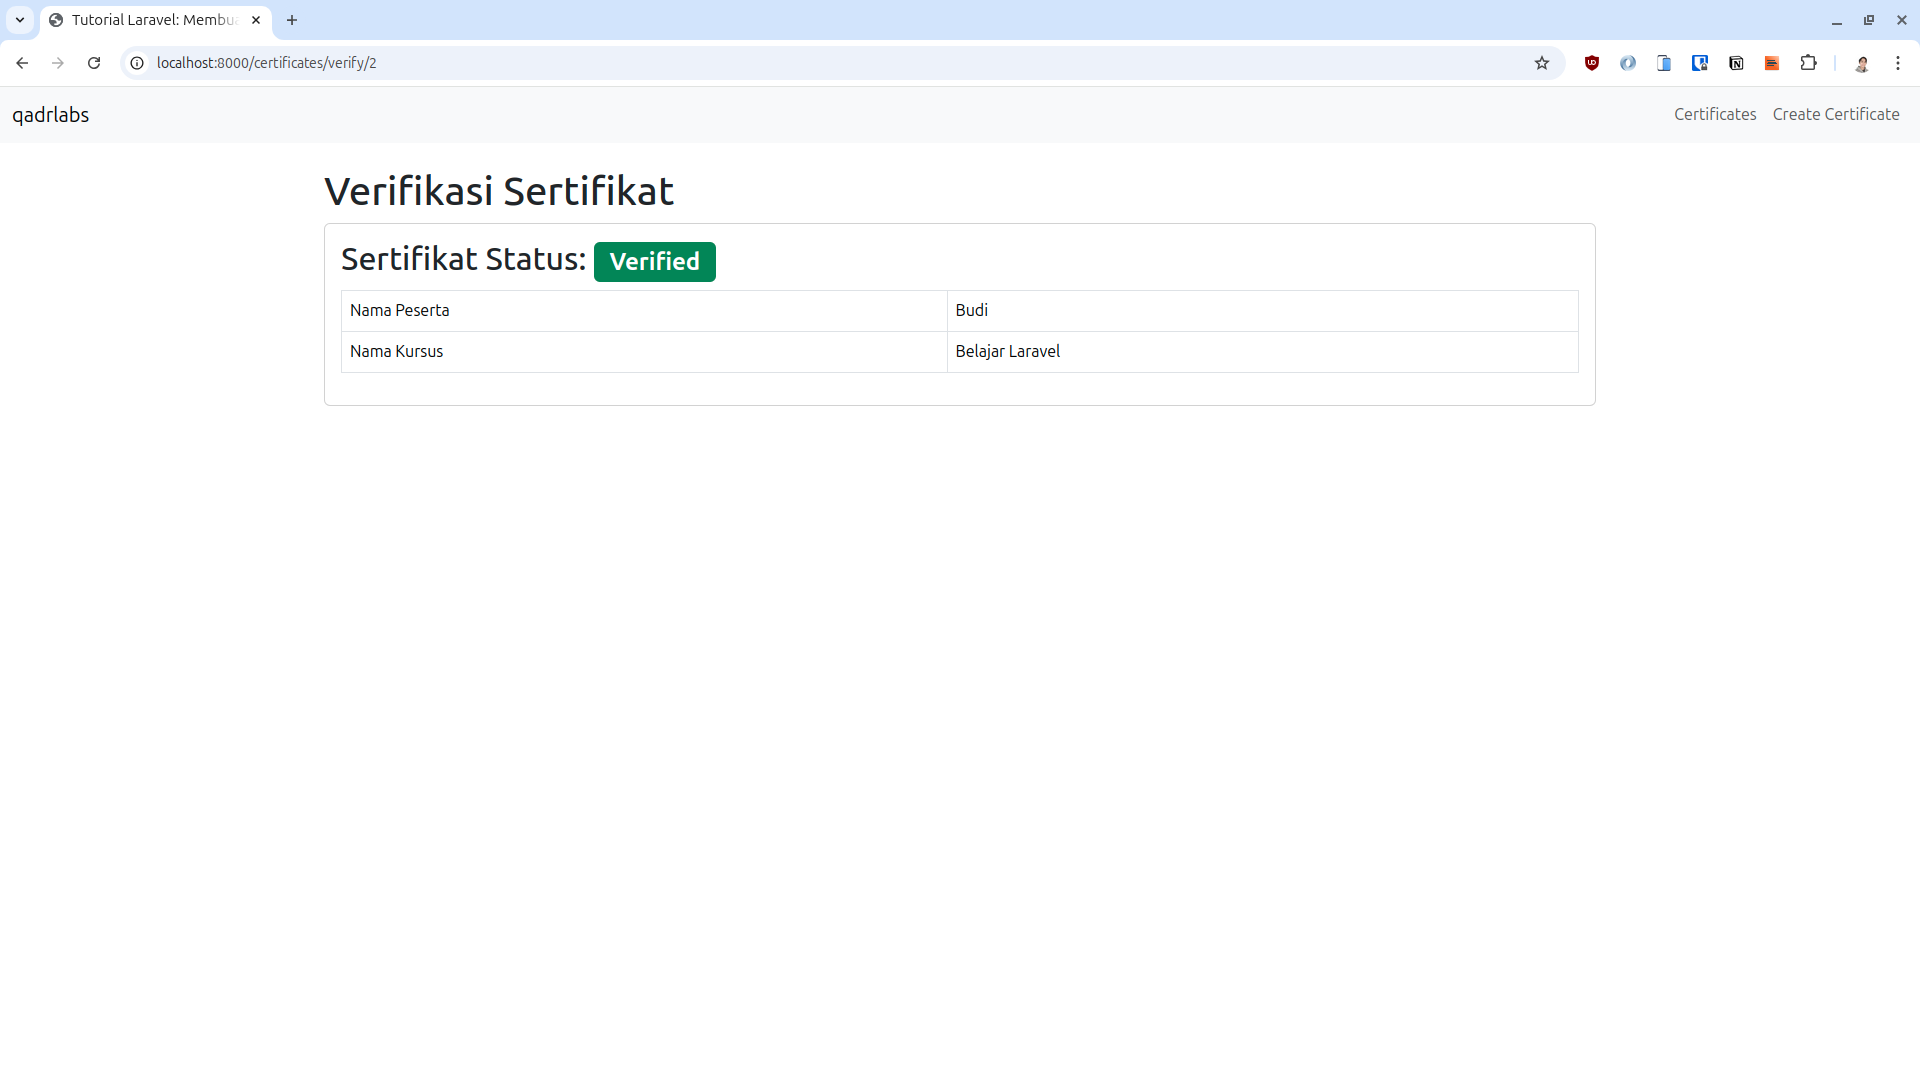 Tutorial Laravel: Membua
localhost:8000/certificates/verify/2
qadrlabs
Certificates
Create Certificate
Verifikasi Sertifikat
Sertifikat Status: Verified
Nama Peserta Budi
Nama Kursus Belajar Laravel